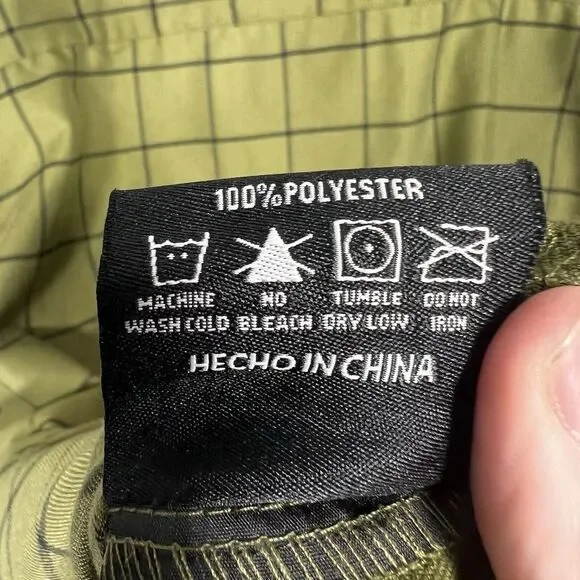 100% POLYESTER
MACHINE NO TUMBLE DO NOT
WASH COLD BLEACH DRY LOW IRON
HECHO IN CHINA